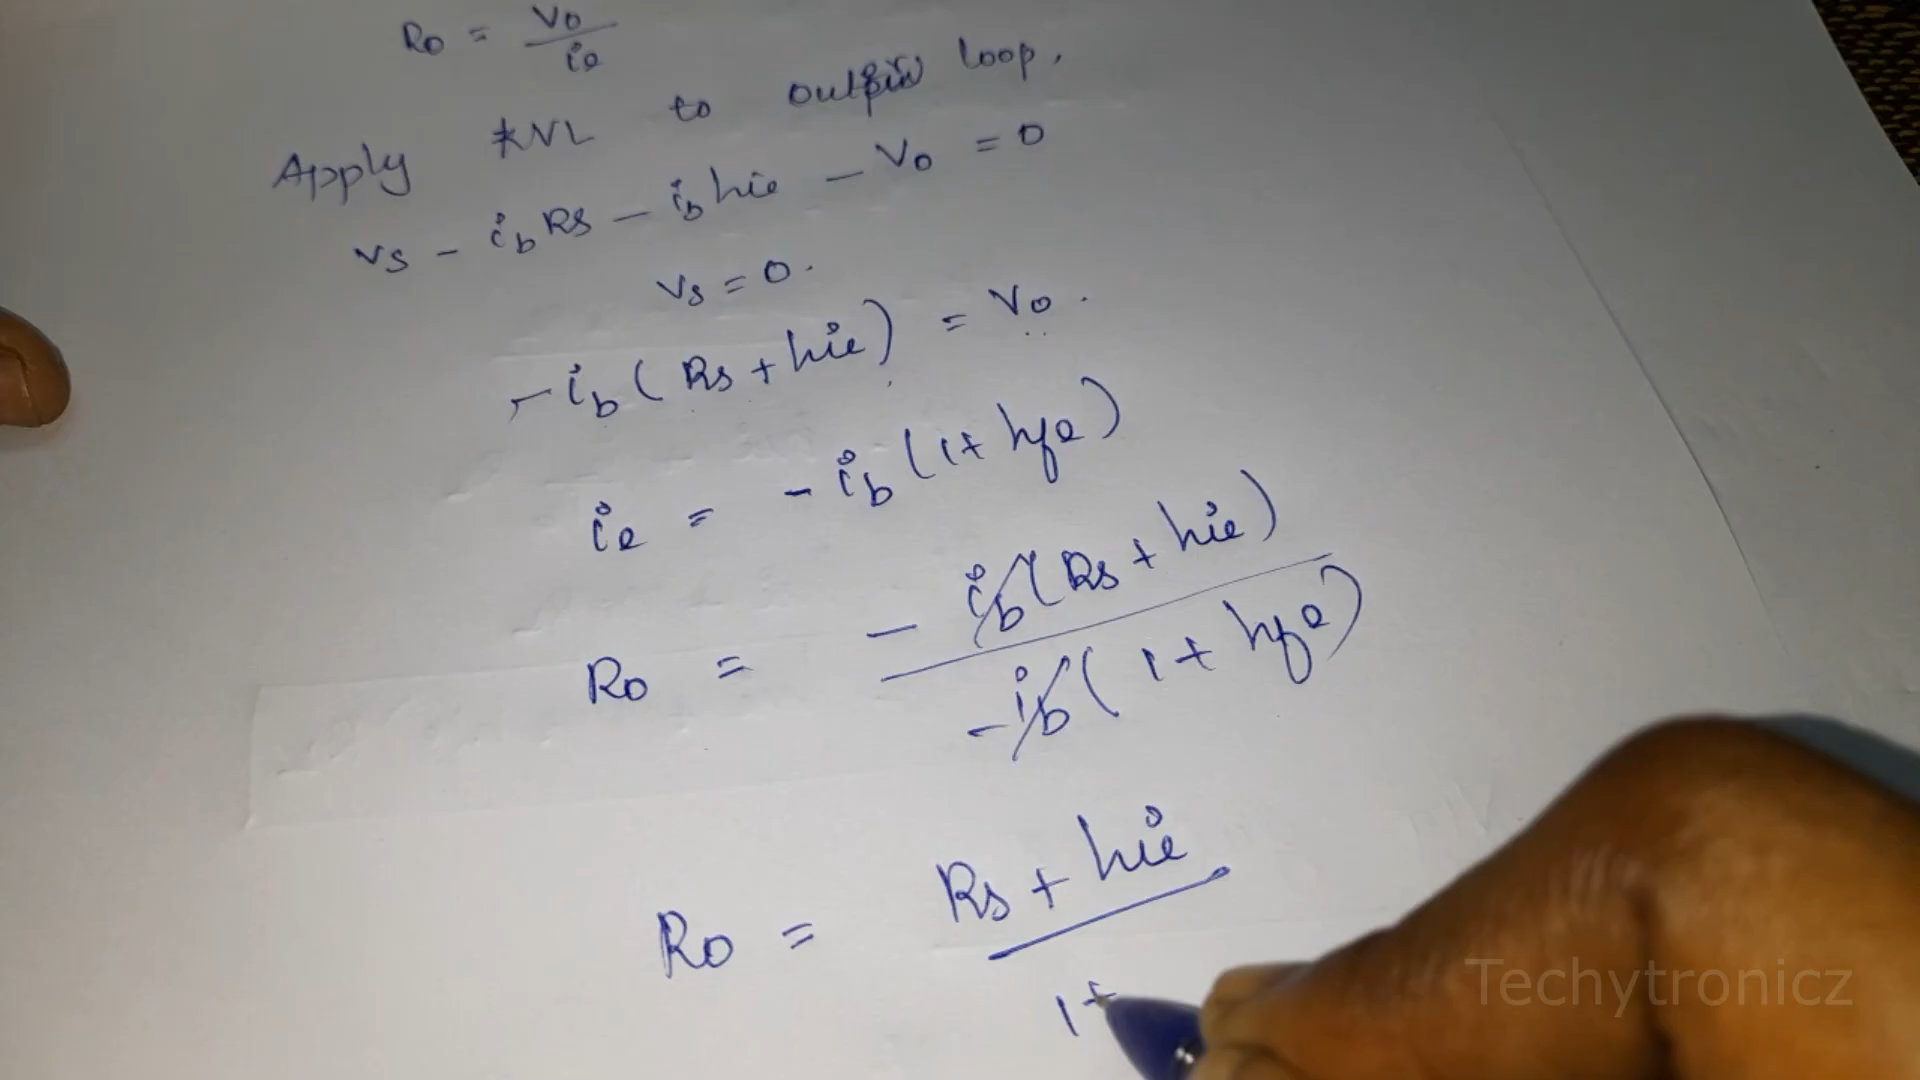 Ro = Vo / ie
Apply KVL to output loop.
Vs - ib Rs - ib hie - Vo = 0
Vs = 0.
-ib (Rs + hie) = Vo.
ie = -ib (1 + hfe)
Ro = -ib (Rs + hie) / -ib (1 + hfe)
Ro = Rs + hie / 1+
Techytronicz